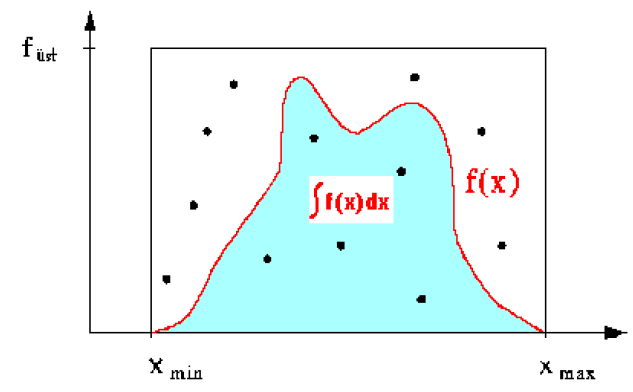 f üst
f(x)
∫f(x)dx
x min
x max